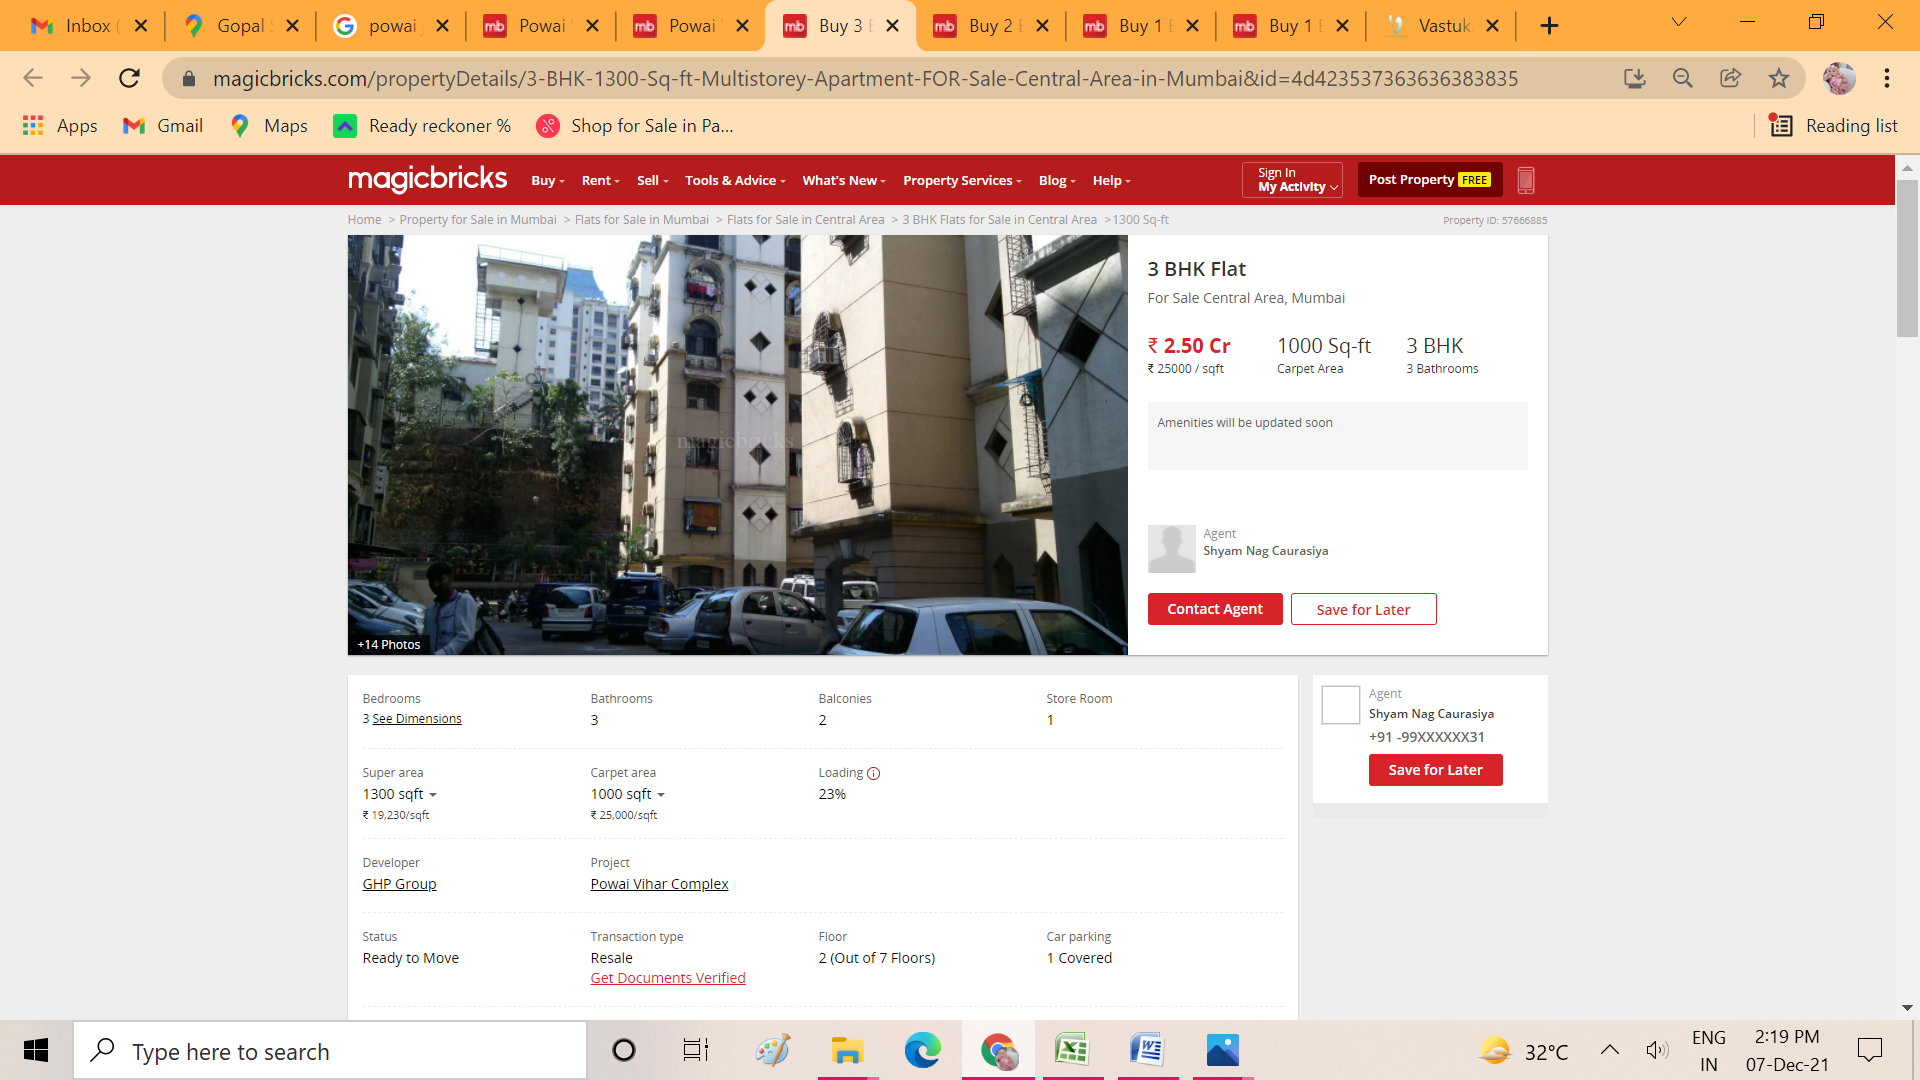 Inbox (
Gopal S
powai j
Powai V
Powai V
Buy 3 B
Buy 2 B
Buy 1 B
Buy 1 B
Vastuk
magicbricks.com/propertyDetails/3-BHK-1300-Sq-ft-Multistorey-Apartment-FOR-Sale-Central-Area-in-Mumbai&id=4d423537363636383835
Apps
Gmail
Maps
Ready reckoner %
Shop for Sale in Pa...
Reading list
magicbricks
Buy
Rent
Sell
Tools & Advice
What's New
Property Services
Blog
Help
Sign In
My Activity
Post Property FREE
Home > Property for Sale in Mumbai > Flats for Sale in Mumbai > Flats for Sale in Central Area > 3 BHK Flats for Sale in Central Area >1300 Sq-ft
Property ID: 57666885
magicbricks
+14 Photos
3 BHK Flat
For Sale Central Area, Mumbai
₹ 2.50 Cr
1000 Sq-ft
3 BHK
₹ 25000 / sqft
Carpet Area
3 Bathrooms
Amenities will be updated soon
Agent
Shyam Nag Caurasiya
Contact Agent
Save for Later
Bedrooms
Bathrooms
Balconies
Store Room
3 See Dimensions
3
2
1
Super area
Carpet area
Loading
1300 sqft
1000 sqft
23%
₹ 19,230/sqft
₹ 25,000/sqft
Developer
Project
GHP Group
Powai Vihar Complex
Status
Transaction type
Floor
Car parking
Ready to Move
Resale
2 (Out of 7 Floors)
1 Covered
Get Documents Verified
Agent
Shyam Nag Caurasiya
+91 -99XXXXXX31
Save for Later
Type here to search
32°C
ENG
IN
2:19 PM
07-Dec-21